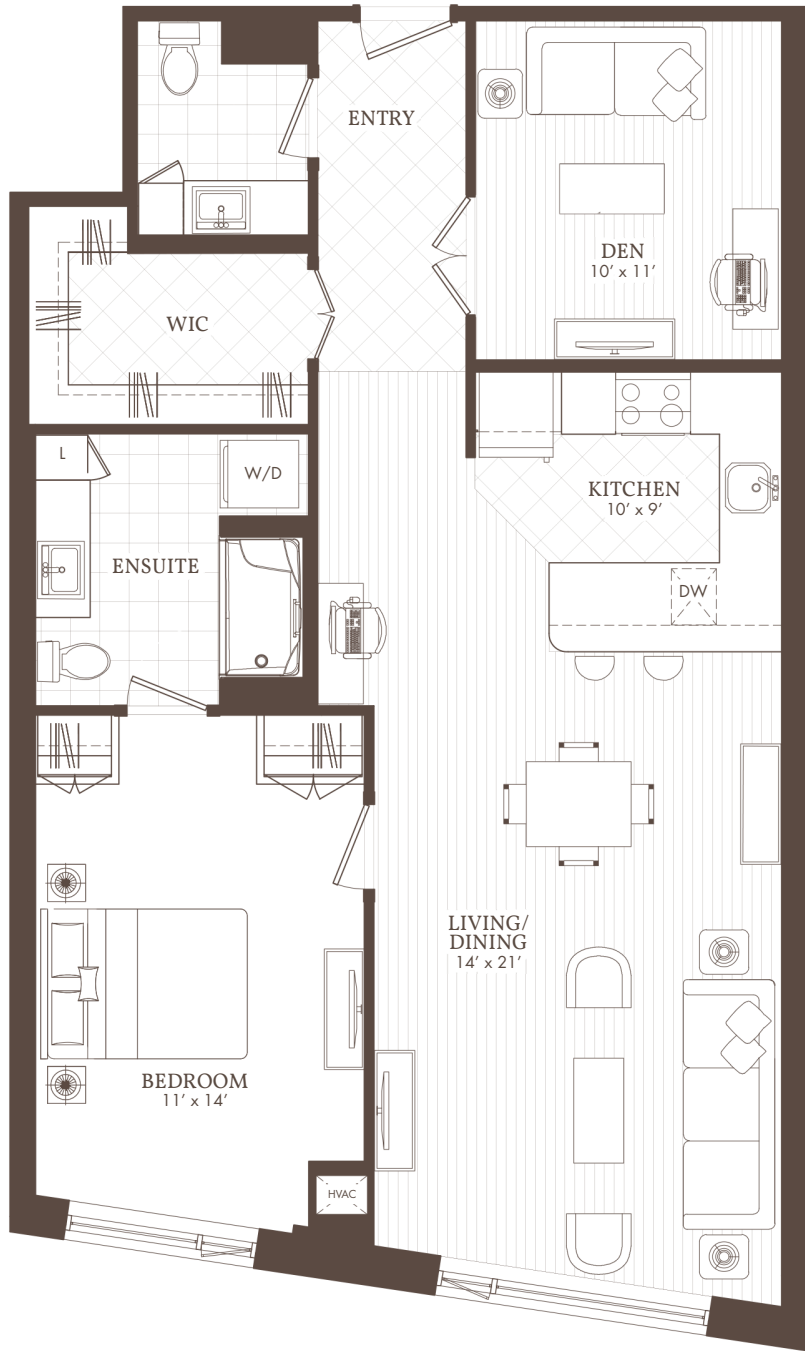 ENTRY
DEN
10’ x 11’
WIC
L
W/D
KITCHEN
10’ x 9’
ENSUITE
DW
LIVING/
DINING
14’ x 21’
BEDROOM
11’ x 14’
HVAC